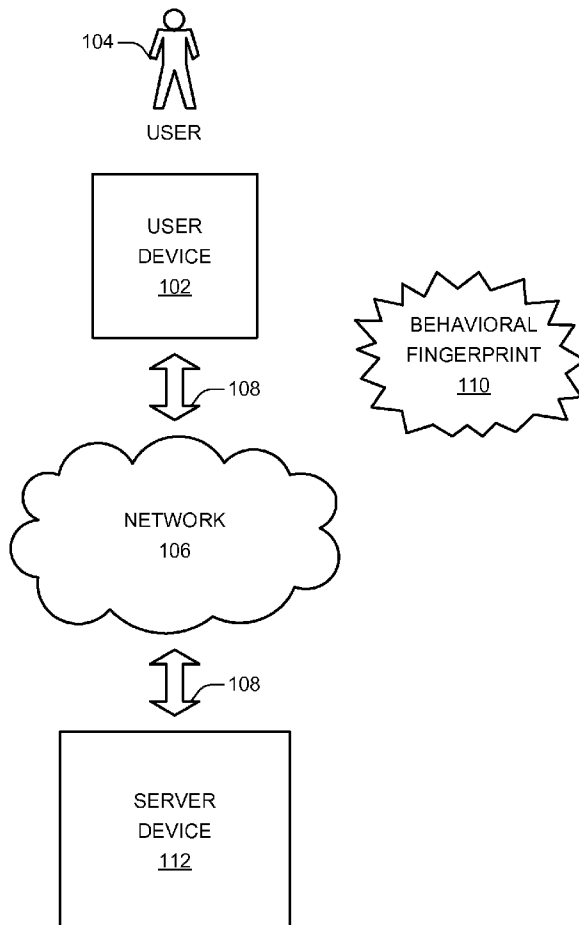 104
USER
USER
DEVICE
102
BEHAVIORAL
FINGERPRINT
110
108
NETWORK
106
108
SERVER
DEVICE
112